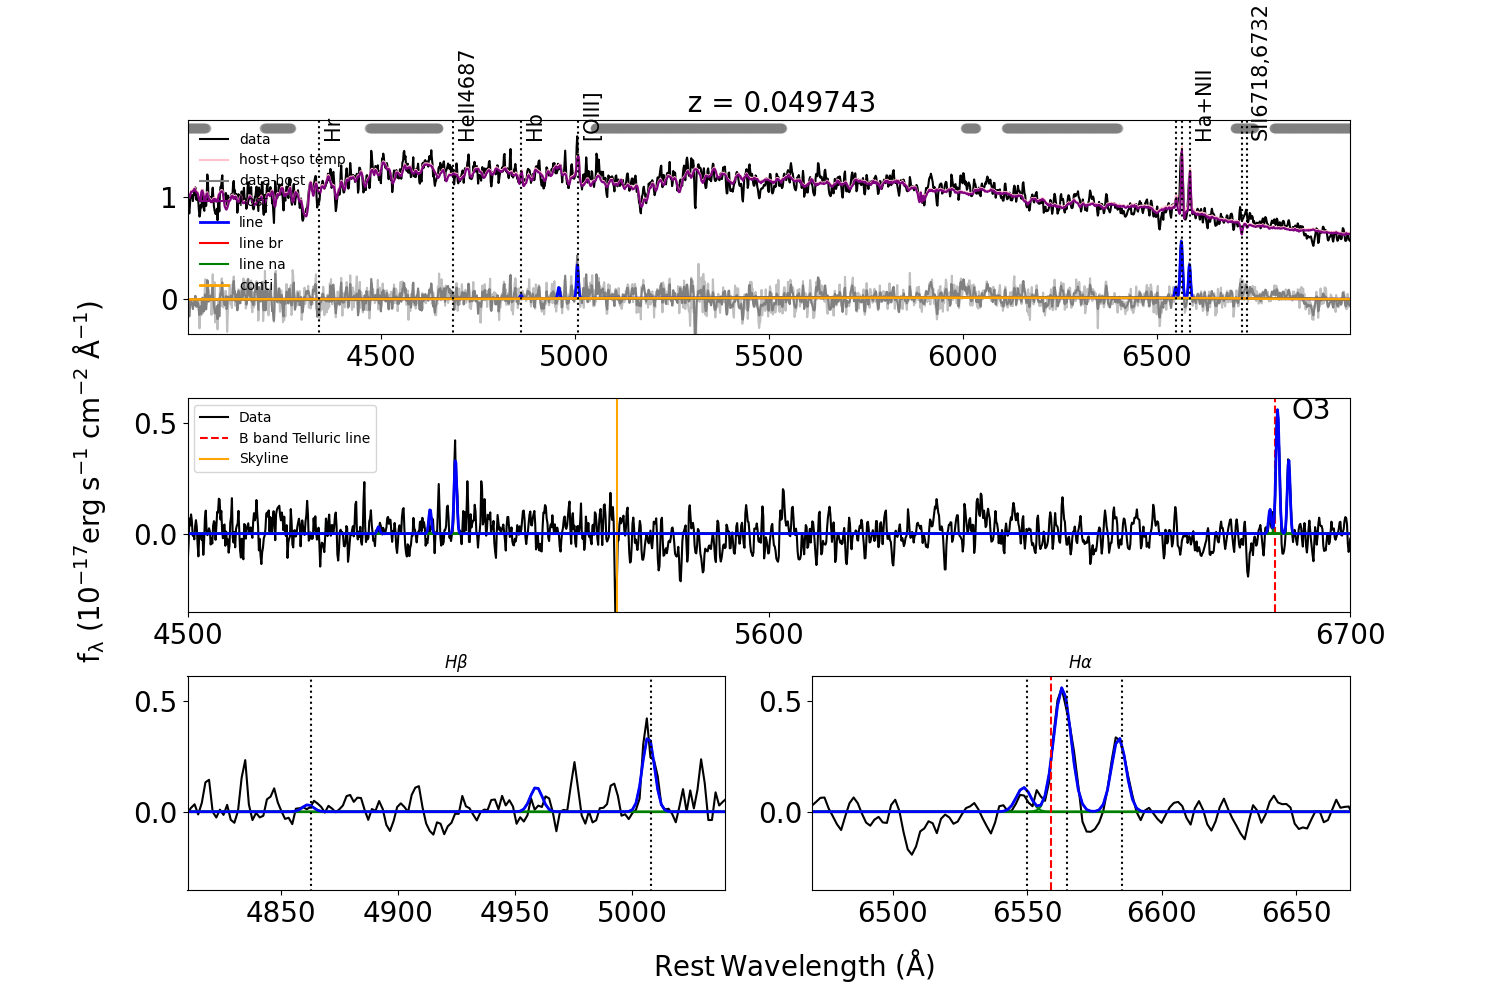 z = 0.049743
Hr
HeII4687
Hb
[OIII]
Ha+NII
SII6718,6732
data
host+qso temp
data-host
line
line br
line na
conti
1
0
4500 5000 5500 6000 6500
fλ (10−17erg s−1 cm−2 Å−1)
Data
B band Telluric line
Skyline
O3
0.5
0.0
4500 5600 6700
Hβ
0.5
0.0
4850 4900 4950 5000
Hα
0.5
0.0
6500 6550 6600 6650
Rest Wavelength (Å)